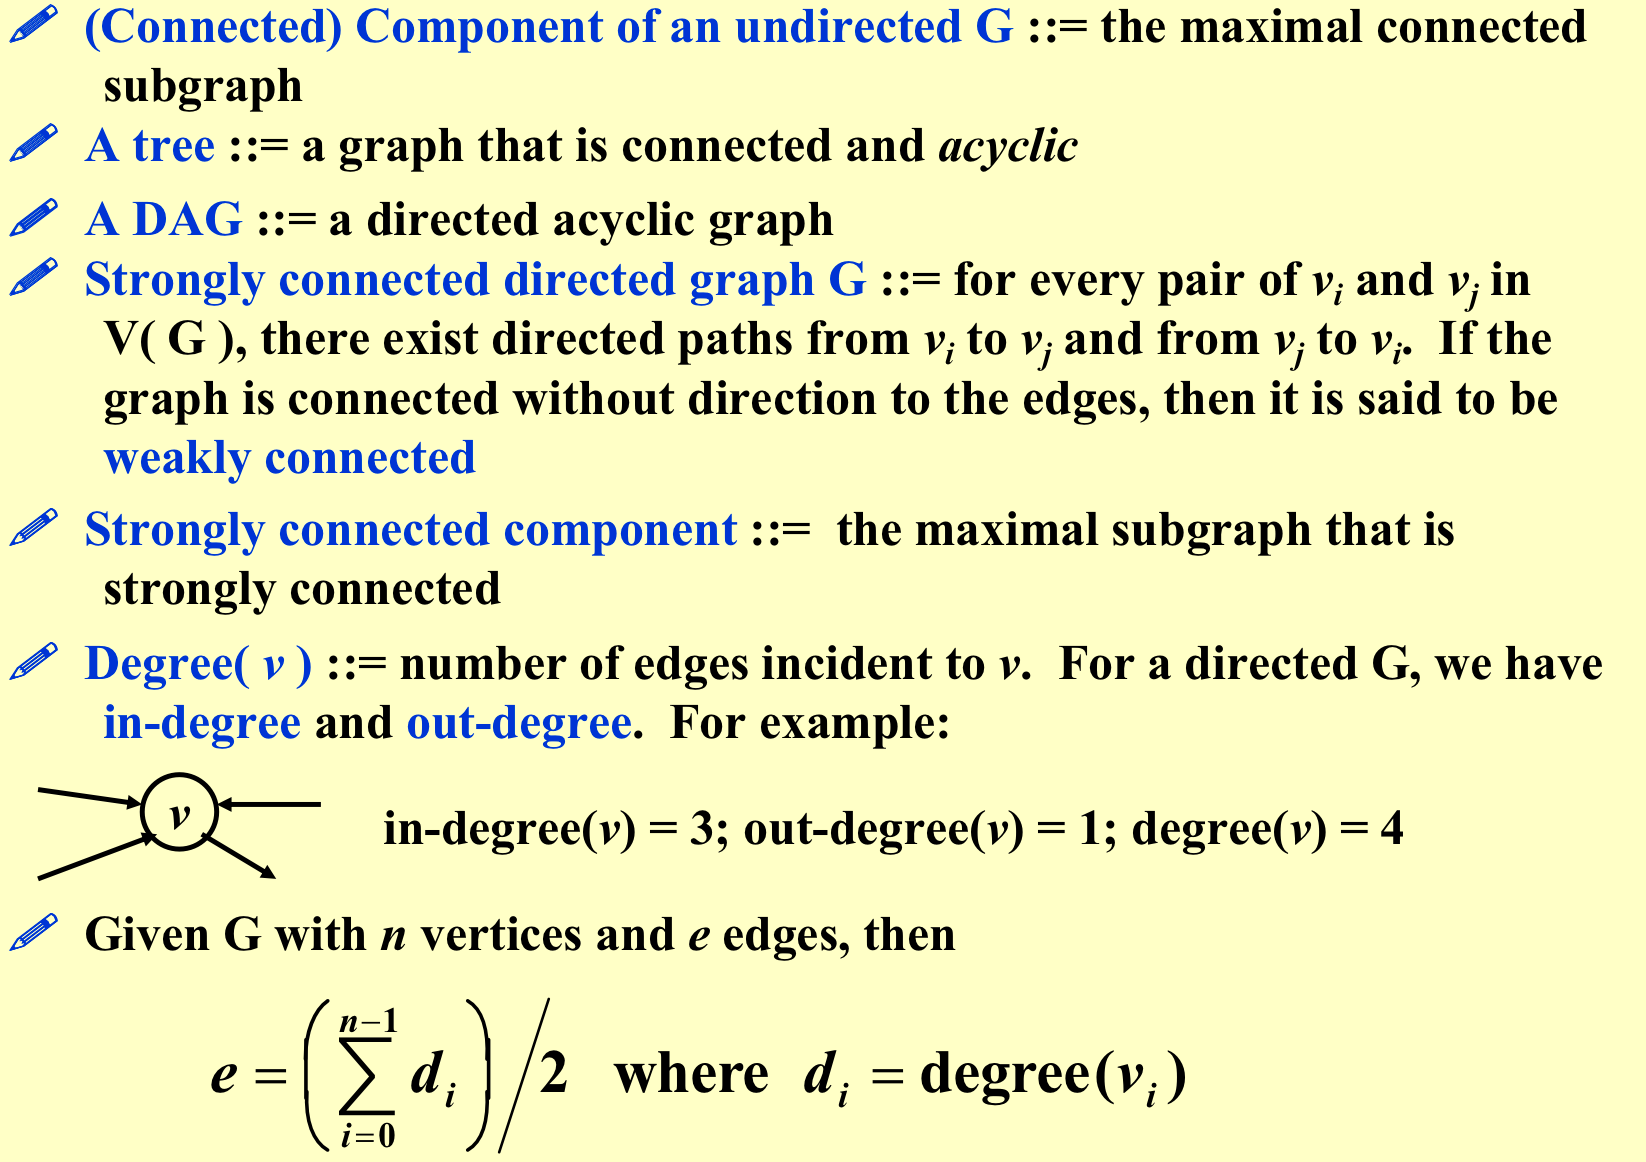 (Connected) Component of an undirected G ::= the maximal connected
subgraph
A tree ::= a graph that is connected and acyclic
A DAG ::= a directed acyclic graph
Strongly connected directed graph G ::= for every pair of v_i and v_j in
V( G ), there exist directed paths from v_i to v_j and from v_j to v_i.  If the
graph is connected without direction to the edges, then it is said to be
weakly connected
Strongly connected component ::=  the maximal subgraph that is
strongly connected
Degree( v ) ::= number of edges incident to v.  For a directed G, we have
in-degree and out-degree.  For example:
v
in-degree(v) = 3; out-degree(v) = 1; degree(v) = 4
Given G with n vertices and e edges, then
e = ( ∑_{i=0}^{n−1} d_i ) / 2  where  d_i = degree(v_i)